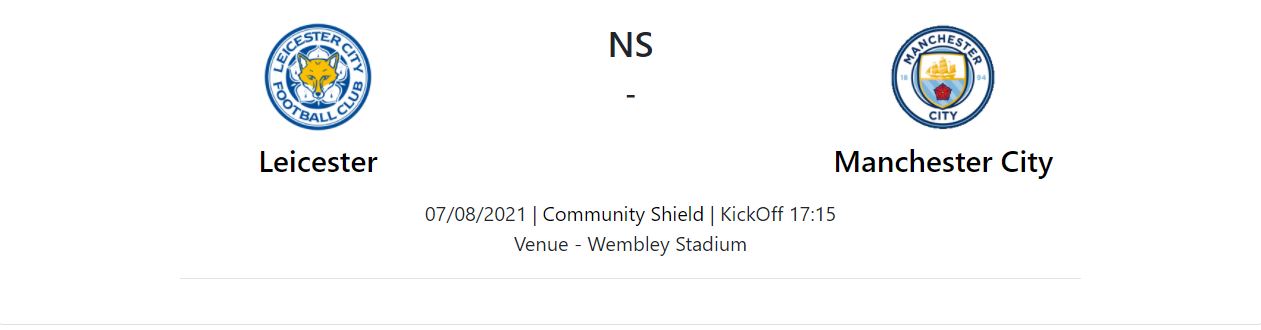 LEICESTER CITY
FOOTBALL CLUB
NS
-
MANCHESTER
18 94
CITY
Leicester
Manchester City
07/08/2021 | Community Shield | KickOff 17:15
Venue - Wembley Stadium